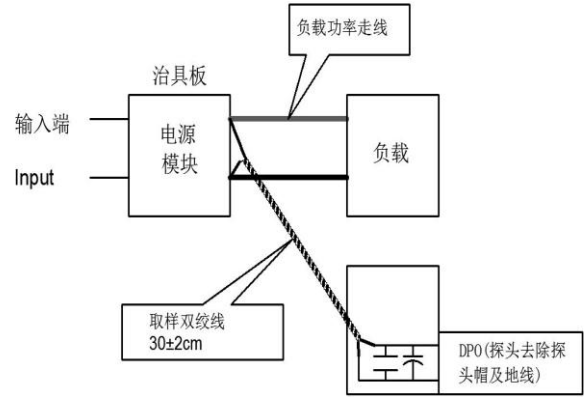 负载功率走线
治具板
输入端
Input
电源
模块
负载
取样双绞线
30±2cm
DPO(探头去除探
头帽及地线)